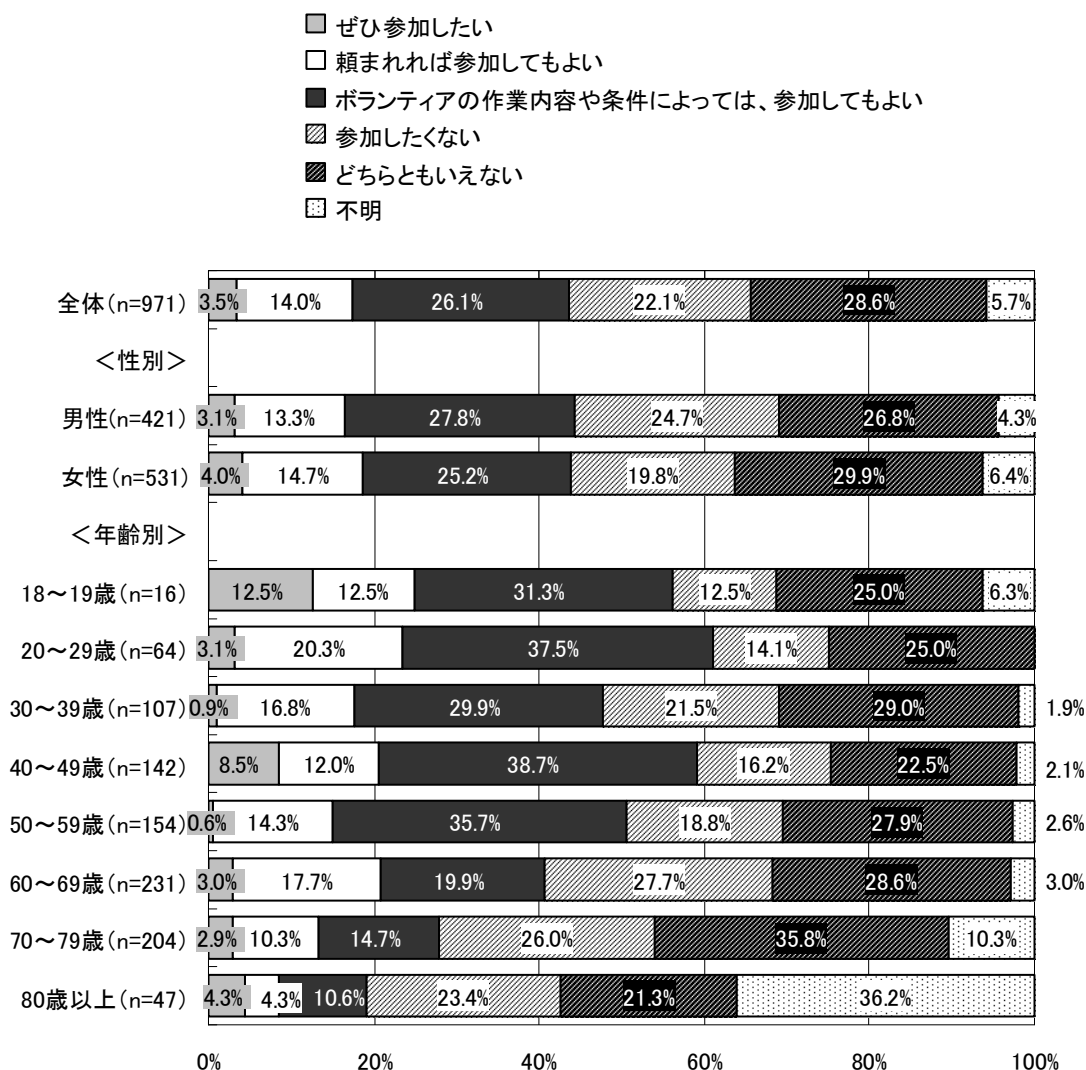 ぜひ参加したい
頼まれれば参加してもよい
ボランティアの作業内容や条件によっては、参加してもよい
参加したくない
どちらともいえない
不明
全体(n=971) 3.5% 14.0% 26.1% 22.1% 28.6% 5.7%
＜性別＞
男性(n=421) 3.1% 13.3% 27.8% 24.7% 26.8% 4.3%
女性(n=531) 4.0% 14.7% 25.2% 19.8% 29.9% 6.4%
＜年齢別＞
18～19歳(n=16) 12.5% 12.5% 31.3% 12.5% 25.0% 6.3%
20～29歳(n=64) 3.1% 20.3% 37.5% 14.1% 25.0%
30～39歳(n=107) 0.9% 16.8% 29.9% 21.5% 29.0% 1.9%
40～49歳(n=142) 8.5% 12.0% 38.7% 16.2% 22.5% 2.1%
50～59歳(n=154) 0.6% 14.3% 35.7% 18.8% 27.9% 2.6%
60～69歳(n=231) 3.0% 17.7% 19.9% 27.7% 28.6% 3.0%
70～79歳(n=204) 2.9% 10.3% 14.7% 26.0% 35.8% 10.3%
80歳以上(n=47) 4.3% 4.3% 10.6% 23.4% 21.3% 36.2%
0% 20% 40% 60% 80% 100%